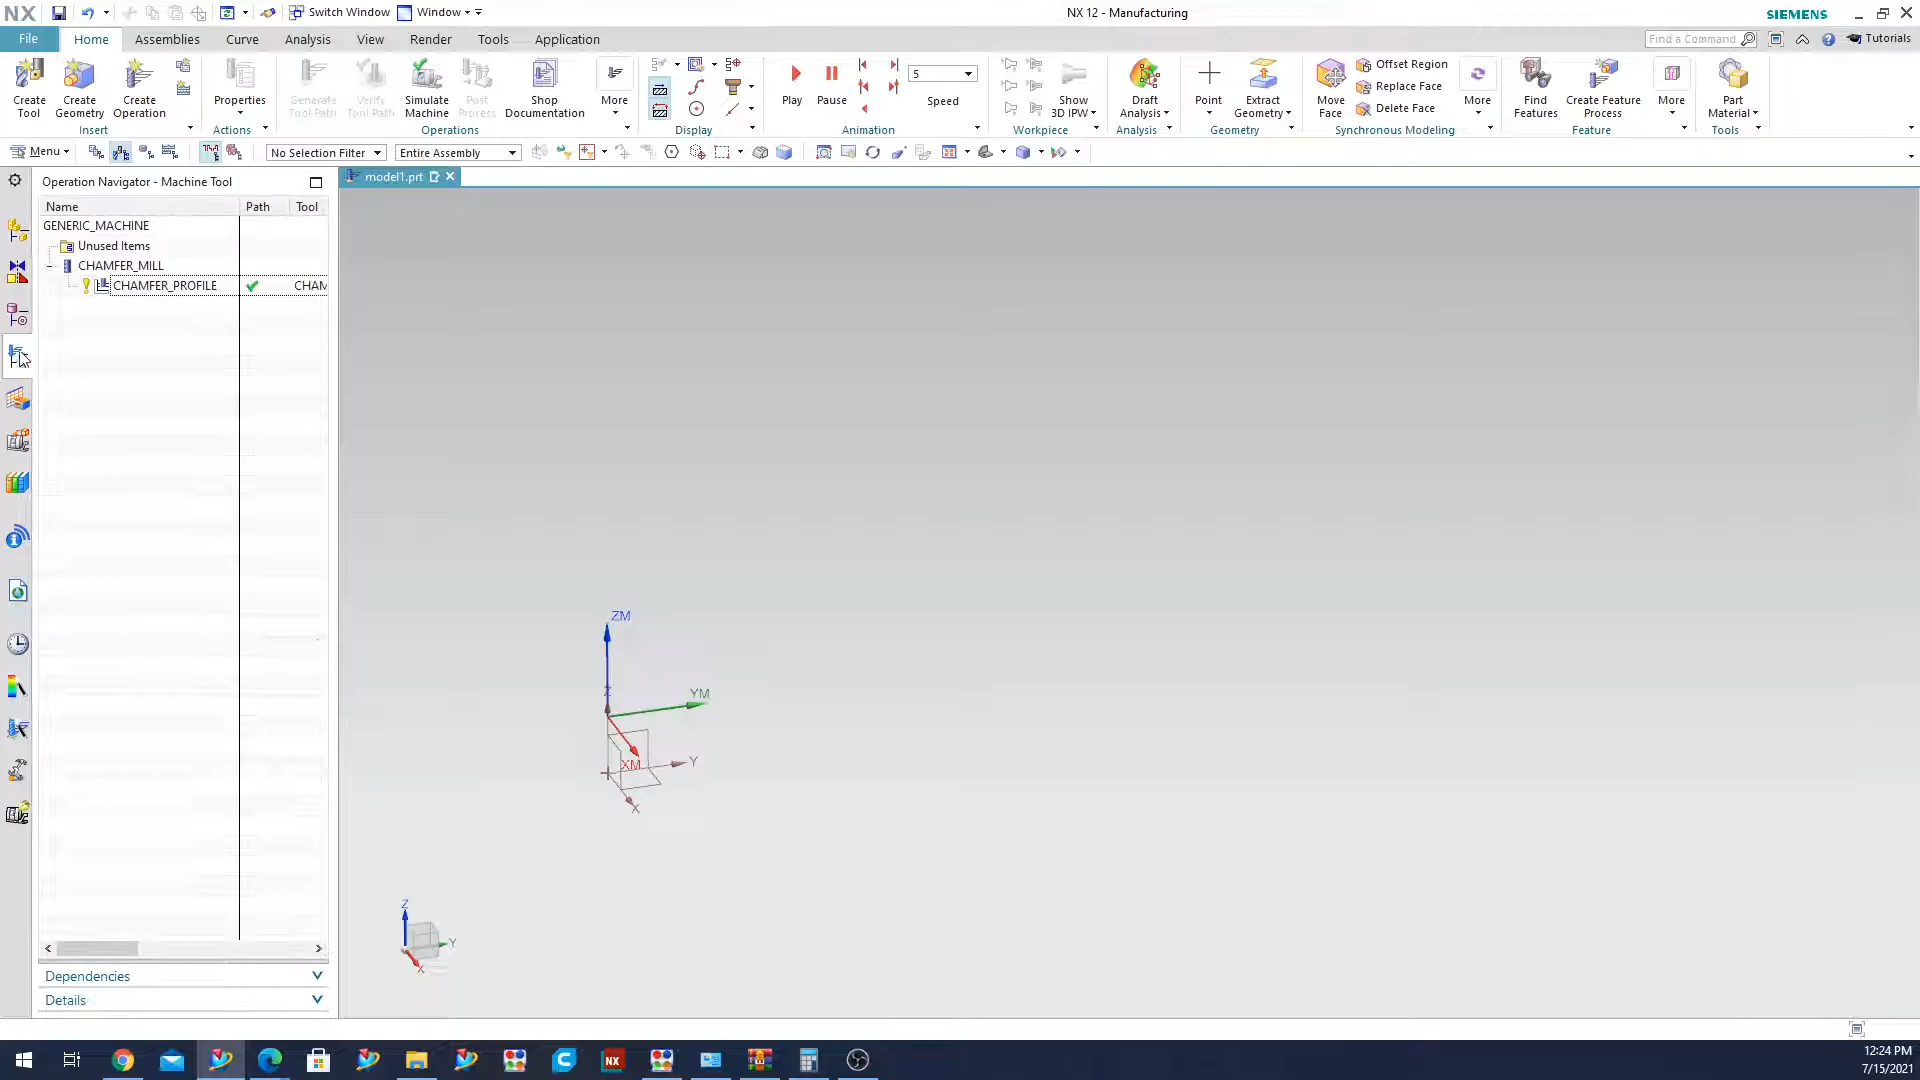 NX
Switch Window
Window
NX 12 - Manufacturing
SIEMENS
File
Home
Assemblies
Curve
Analysis
View
Render
Tools
Application
Find a Command
Tutorials
Create Tool
Create Geometry
Create Operation
Properties
Generate Tool Path
Verify Tool Path
Simulate Machine
Post Process
Shop Documentation
More
Play
Pause
5
Speed
Show 3D IPW
Draft Analysis
Point
Extract Geometry
Move Face
Offset Region
Replace Face
Delete Face
More
Find Features
Create Feature Process
More
Part Material
Insert
Actions
Operations
Display
Animation
Workpiece
Analysis
Geometry
Synchronous Modeling
Feature
Tools
Menu
No Selection Filter
Entire Assembly
Operation Navigator - Machine Tool
model1.prt
Name
Path
Tool
GENERIC_MACHINE
Unused Items
CHAMFER_MILL
CHAMFER_PROFILE
CHAM
ZM
Z
YM
XM
Y
X
Z
Y
X
Dependencies
Details
NX
12:24 PM
7/15/2021